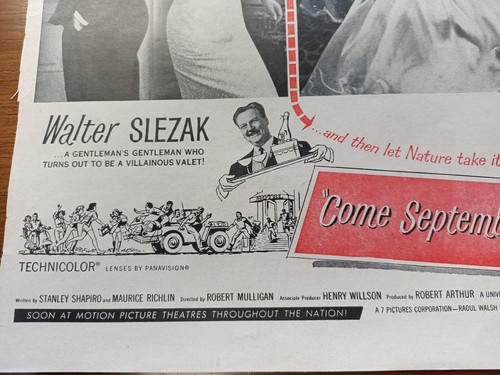 Walter SLEZAK
...A GENTLEMAN'S GENTLEMAN WHO
TURNS OUT TO BE A VILLAINOUS VALET!
...and then let Nature take it
"Come Septem
TECHNICOLOR® LENSES BY PANAVISION®
Written by STANLEY SHAPIRO and MAURICE RICHLIN Directed by ROBERT MULLIGAN Associate Producer HENRY WILLSON Produced by ROBERT ARTHUR A UNIV
A 7 PICTURES CORPORATION—RAOUL WALSH
SOON AT MOTION PICTURE THEATRES THROUGHOUT THE NATION!